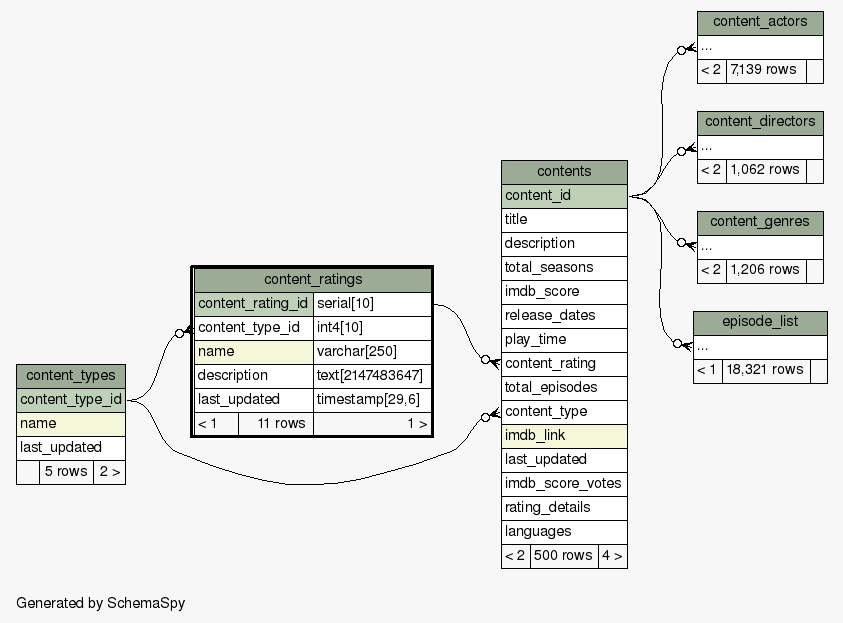 content_actors
...
< 2 7,139 rows
content_directors
...
< 2 1,062 rows
content_genres
...
< 2 1,206 rows
episode_list
...
< 1 18,321 rows
contents
content_id
title
description
total_seasons
imdb_score
release_dates
play_time
content_rating
total_episodes
content_type
imdb_link
last_updated
imdb_score_votes
rating_details
languages
< 2 500 rows 4 >
content_ratings
content_rating_id serial[10]
content_type_id int4[10]
name varchar[250]
description text[2147483647]
last_updated timestamp[29,6]
< 1 11 rows 1 >
content_types
content_type_id
name
last_updated
5 rows 2 >
Generated by SchemaSpy